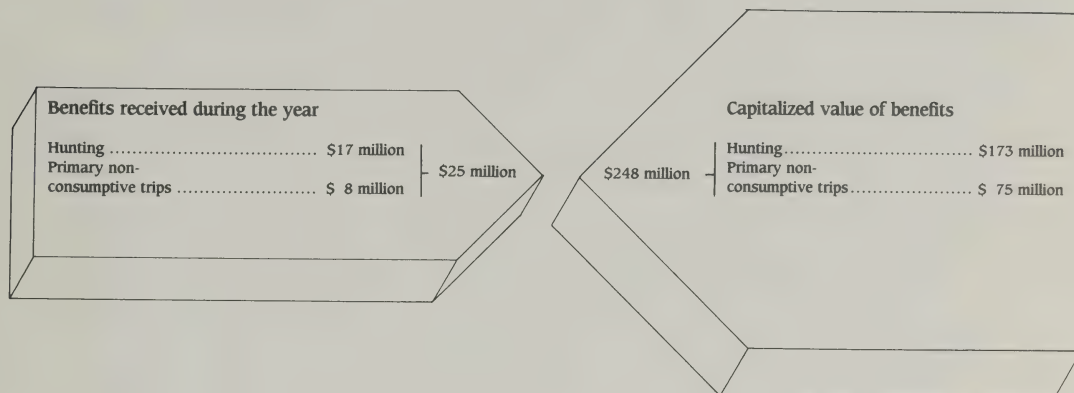 Benefits received during the year
Hunting .............................. $17 million
Primary non-
consumptive trips .................... $ 8 million
$25 million
Capitalized value of benefits
$248 million
Hunting............................ $173 million
Primary non-
consumptive trips.................. $ 75 million